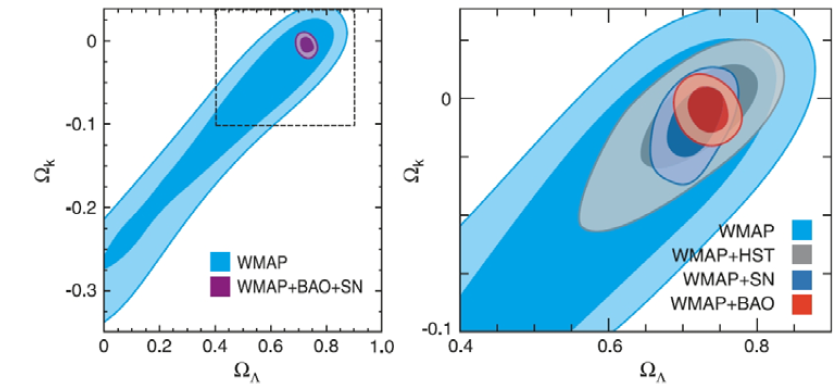 0
-0.1
-0.2
-0.3
Ωk
WMAP
WMAP+BAO+SN
0 0.2 0.4 0.6 0.8 1.0
ΩΛ
0
-0.1
Ωk
WMAP
WMAP+HST
WMAP+SN
WMAP+BAO
0.4 0.6 0.8
ΩΛ